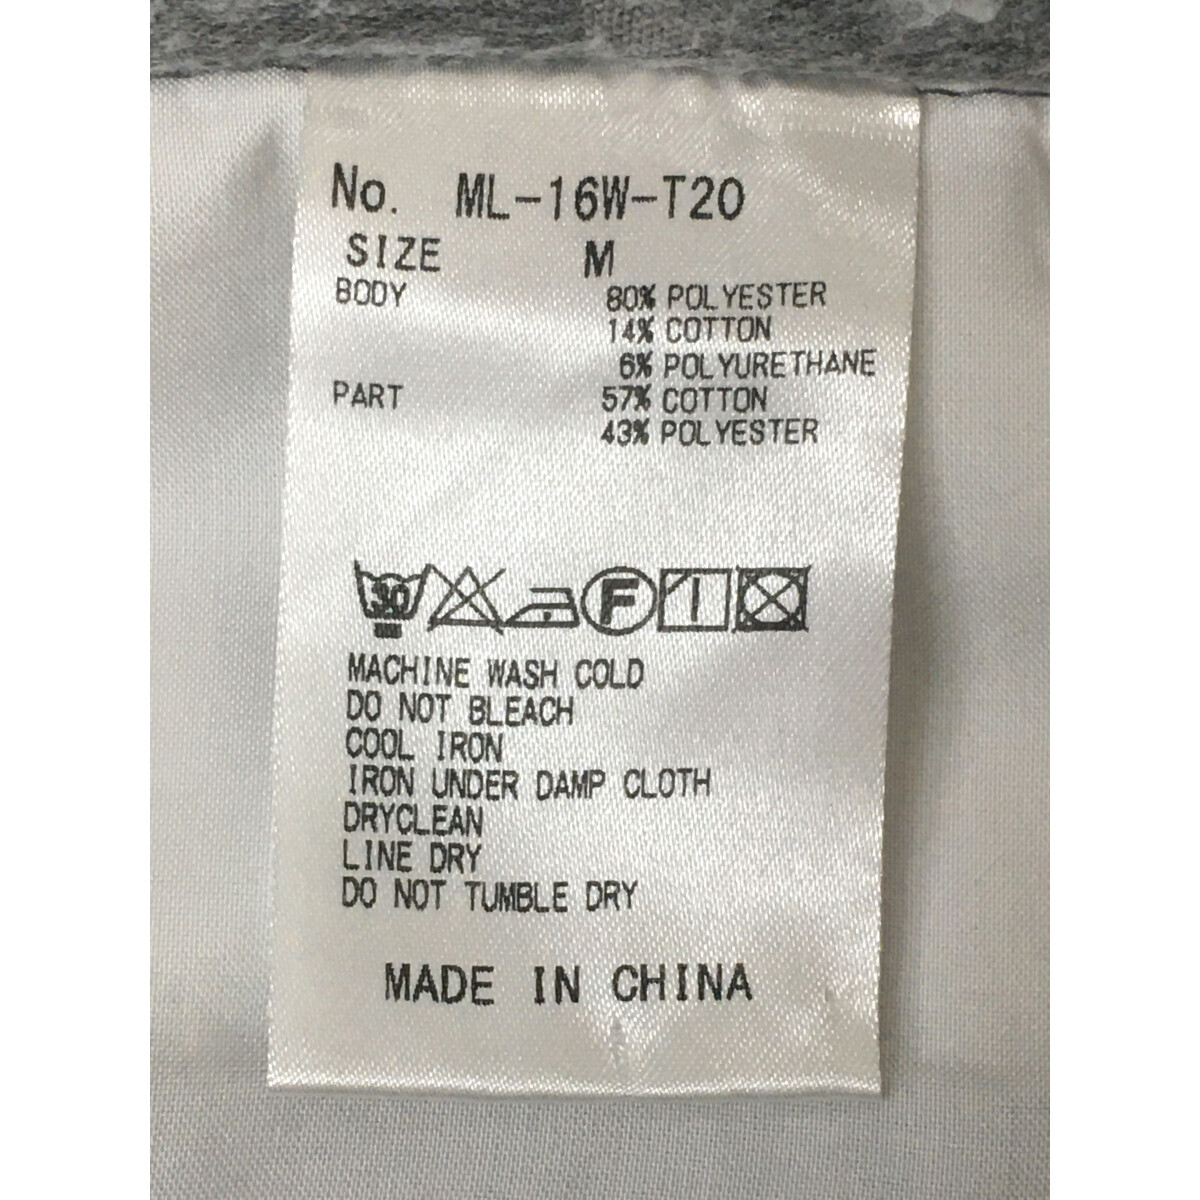 No. ML-16W-T20
SIZE M
BODY 80% POLYESTER
14% COTTON
6% POLYURETHANE
PART 57% COTTON
43% POLYESTER
30 F
MACHINE WASH COLD
DO NOT BLEACH
COOL IRON
IRON UNDER DAMP CLOTH
DRYCLEAN
LINE DRY
DO NOT TUMBLE DRY
MADE IN CHINA